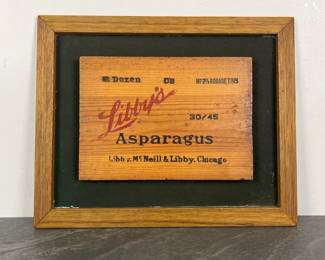 Dozen
Libby's
30/45
Asparagus
Libby, McNeill & Libby, Chicago